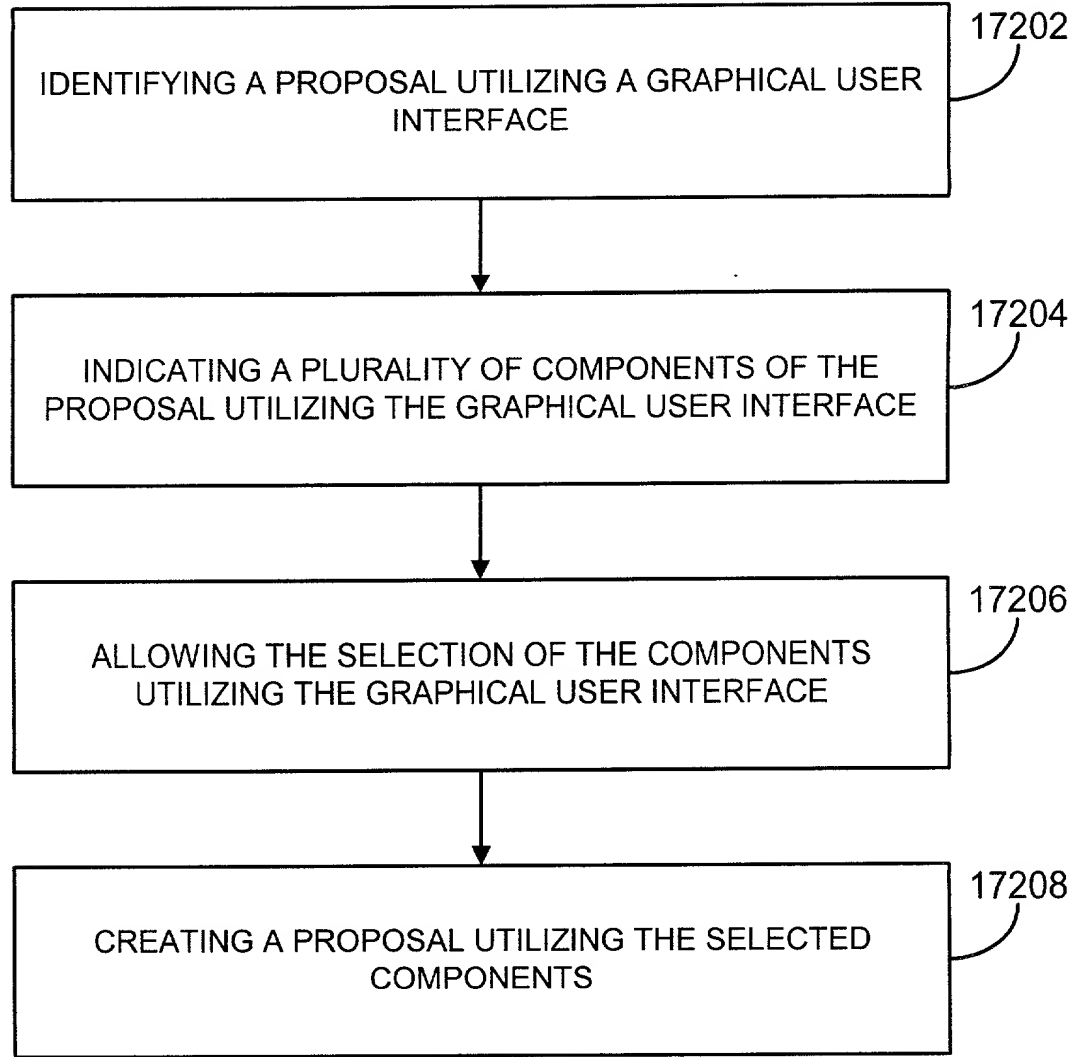 17202
IDENTIFYING A PROPOSAL UTILIZING A GRAPHICAL USER
INTERFACE
17204
INDICATING A PLURALITY OF COMPONENTS OF THE
PROPOSAL UTILIZING THE GRAPHICAL USER INTERFACE
17206
ALLOWING THE SELECTION OF THE COMPONENTS
UTILIZING THE GRAPHICAL USER INTERFACE
17208
CREATING A PROPOSAL UTILIZING THE SELECTED
COMPONENTS